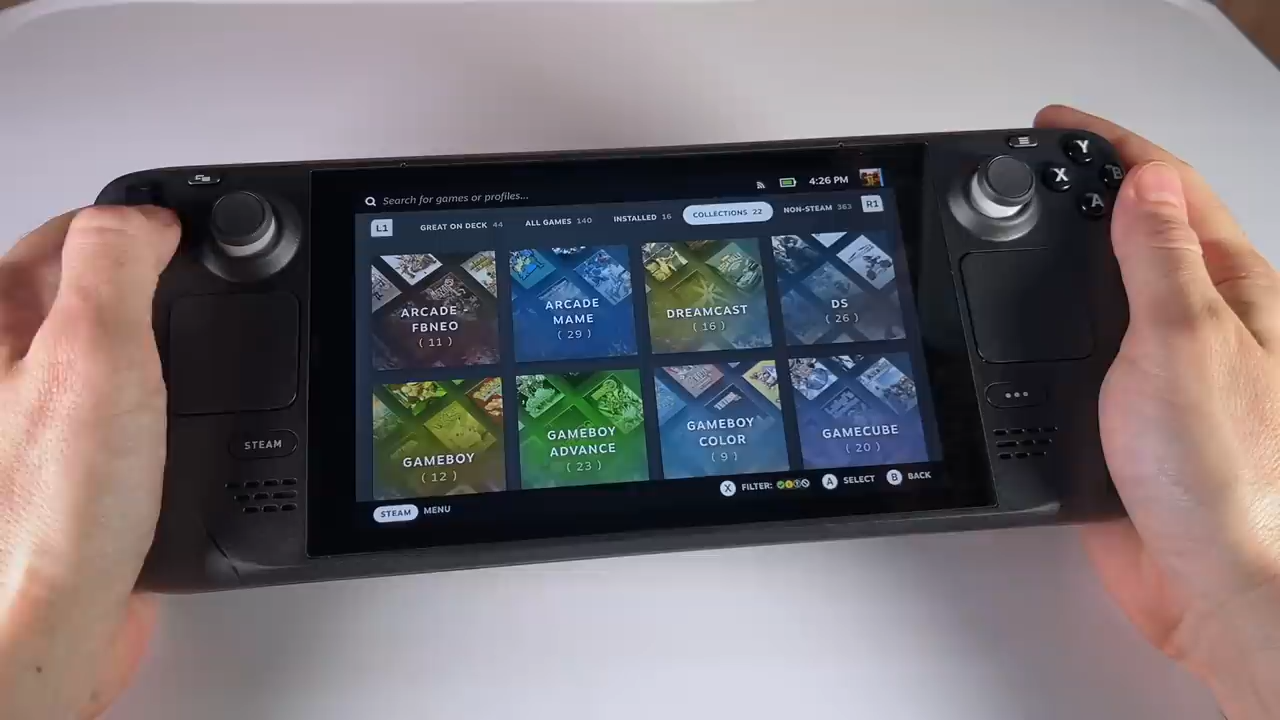 Search for games or profiles...
4:26 PM
L1
GREAT ON DECK 44
ALL GAMES 140
INSTALLED 16
COLLECTIONS 22
NON-STEAM 363
R1
ARCADE
FBNEO
( 11 )
ARCADE
MAME
( 29 )
DREAMCAST
( 16 )
DS
( 26 )
GAMEBOY
( 12 )
GAMEBOY
ADVANCE
( 23 )
GAMEBOY
COLOR
( 9 )
GAMECUBE
( 20 )
STEAM MENU
X FILTER:
A SELECT
B BACK
STEAM
Y
X
B
A